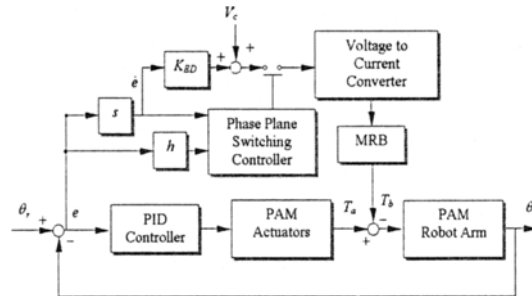 V_c
+
+
Voltage to
Current
Converter
K_ED
ė
s
Phase Plane
Switching
Controller
h
MRB
θ_r
+
−
e
PID
Controller
PAM
Actuators
T_a
+
T_b
−
PAM
Robot Arm
θ